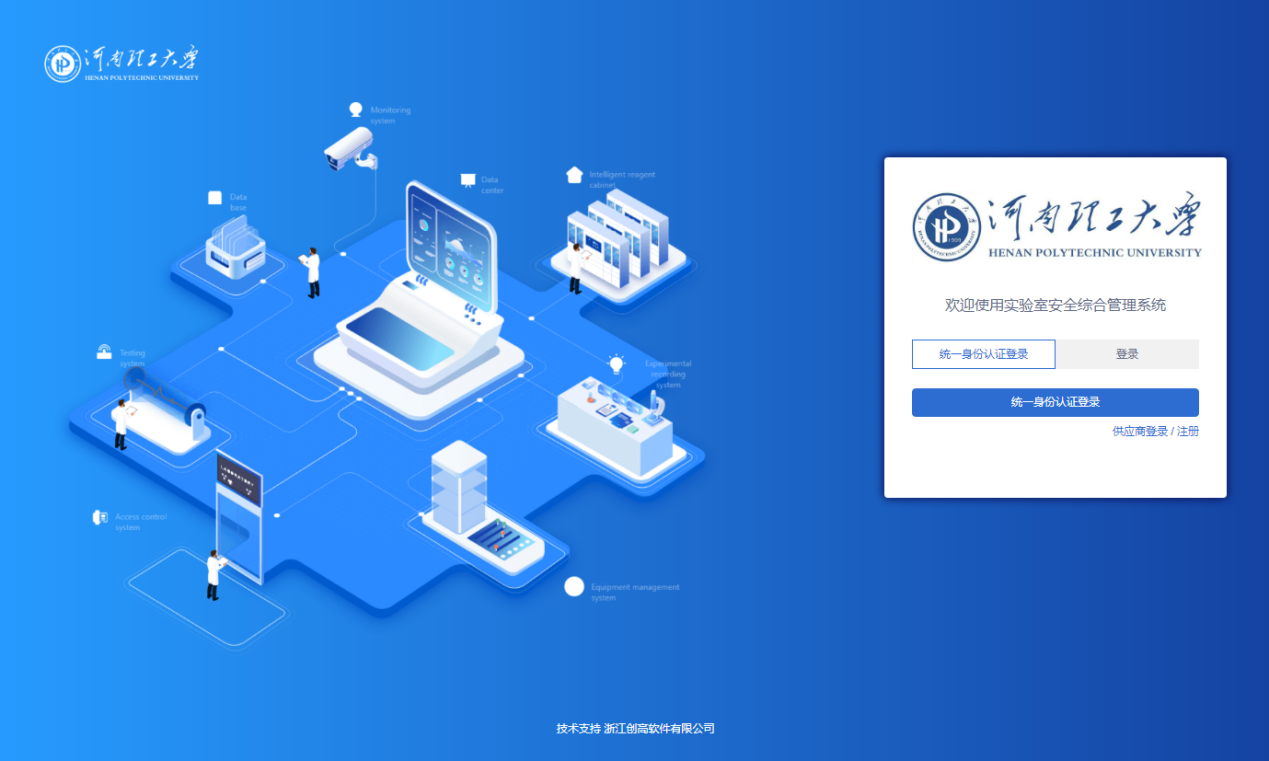 河南理工大学
HENAN POLYTECHNIC UNIVERSITY
Monitoring
system
Data
center
Intelligent reagent
cabinet
Data
base
Testing
system
Experimental
recording
system
LABORATORY
Access control
system
Equipment management
system
河南理工大学
HENAN POLYTECHNIC UNIVERSITY
欢迎使用实验室安全综合管理系统
统一身份认证登录
登录
统一身份认证登录
供应商登录 / 注册
技术支持 浙江创高软件有限公司